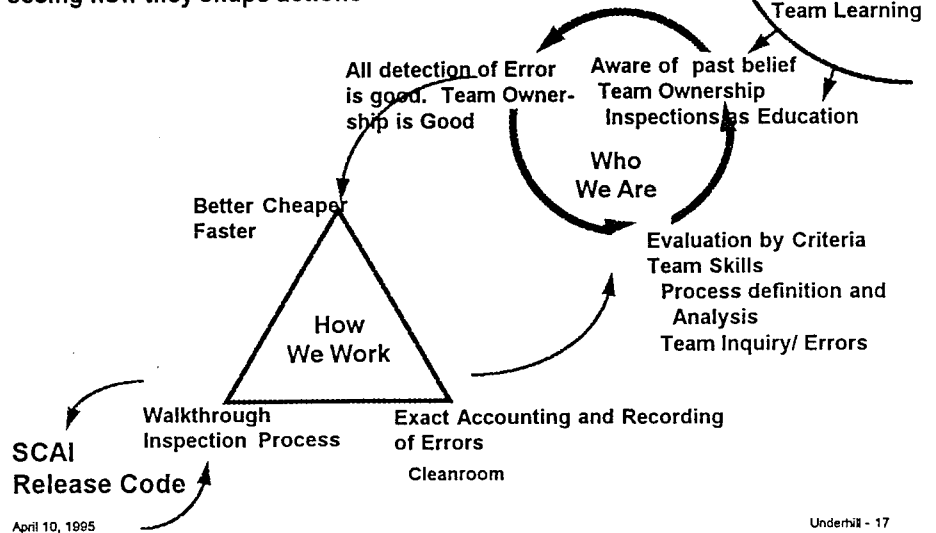 seeing how they shape actions
Team Learning
All detection of Error
is good. Team Owner-
ship is Good
Aware of past belief
Team Ownership
Inspections as Education
Who
We Are
Better Cheaper
Faster
Evaluation by Criteria
Team Skills
Process definition and
Analysis
Team Inquiry/ Errors
How
We Work
Walkthrough
Inspection Process
Exact Accounting and Recording
of Errors
Cleanroom
SCAI
Release Code
April 10, 1995
Underhill - 17